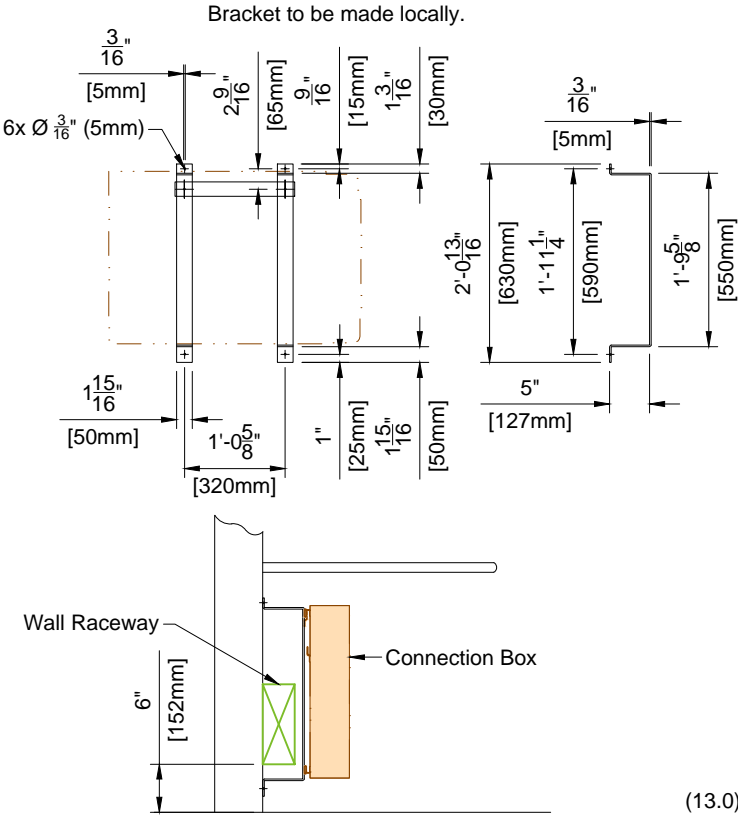 Bracket to be made locally.
3/16"
[5mm]
6x Ø 3/16" (5mm)
2 9/16"
[65mm]
9/16"
[15mm]
1 3/16"
[30mm]
3/16"
[5mm]
2'-0 13/16"
[630mm]
1'-11 1/4"
[590mm]
1'-9 5/8"
[550mm]
1 15/16"
[50mm]
1'-0 5/8"
[320mm]
1"
[25mm]
1 15/16"
[50mm]
5"
[127mm]
Wall Raceway
Connection Box
6"
[152mm]
(13.0)